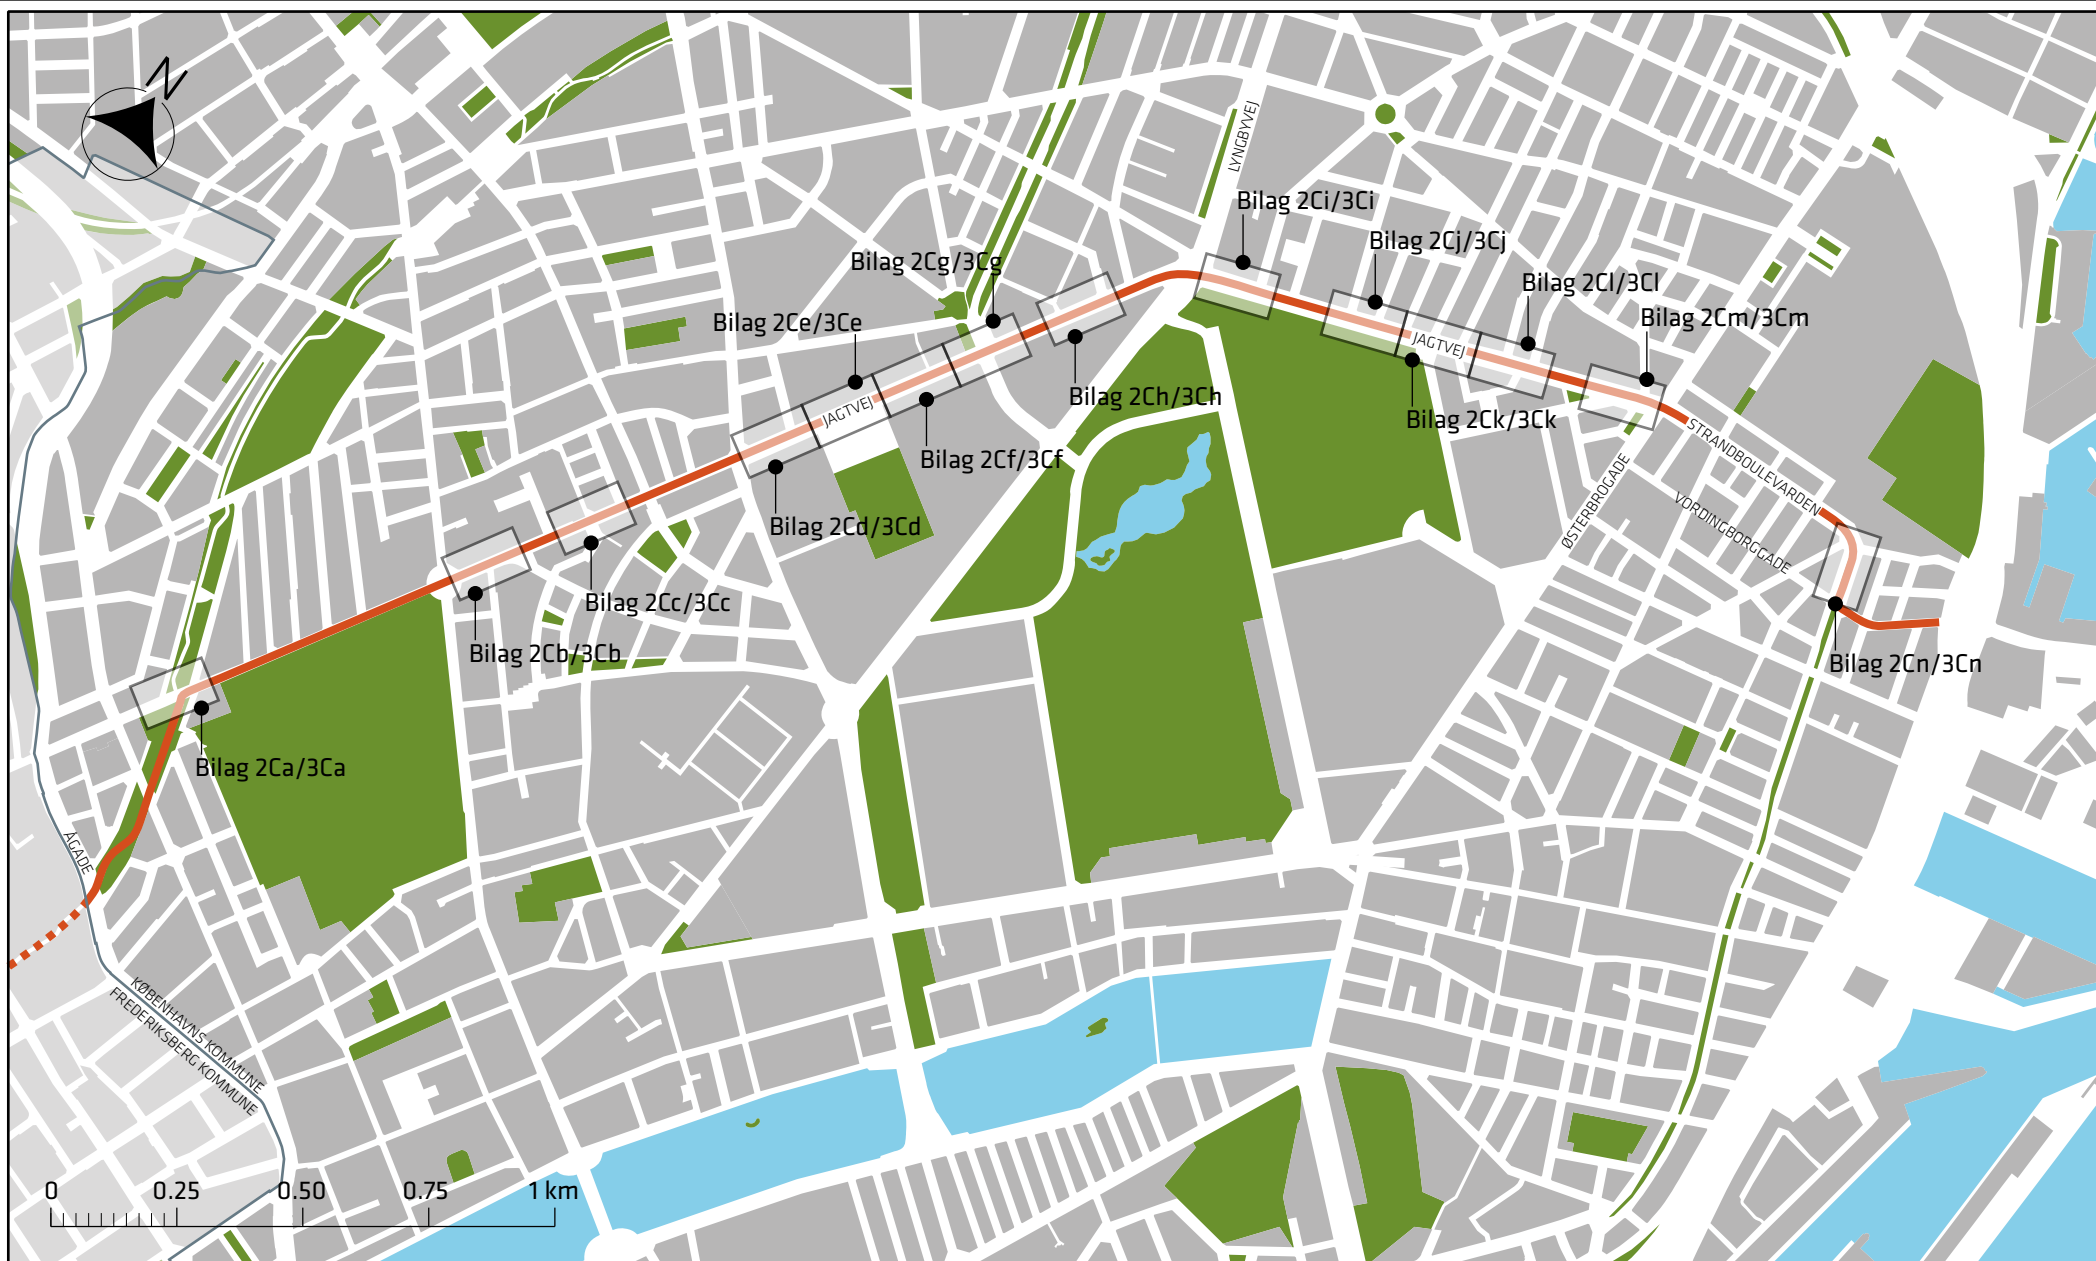 N
LYNGBYVEJ
Bilag 2Ci/3Ci
Bilag 2Cj/3Cj
Bilag 2Cg/3Cg
Bilag 2Cl/3Cl
Bilag 2Ce/3Ce
Bilag 2Cm/3Cm
JAGTVEJ
JAGTVEJ
Bilag 2Ch/3Ch
Bilag 2Ck/3Ck
STRANDBOULEVARDEN
Bilag 2Cf/3Cf
ØSTERBROGADE
VORDINGBORGGADE
Bilag 2Cd/3Cd
Bilag 2Cc/3Cc
Bilag 2Cb/3Cb
Bilag 2Cn/3Cn
Bilag 2Ca/3Ca
ÅGADE
KØBENHAVNS KOMMUNE
FREDERIKSBERG KOMMUNE
0 0.25 0.50 0.75 1 km